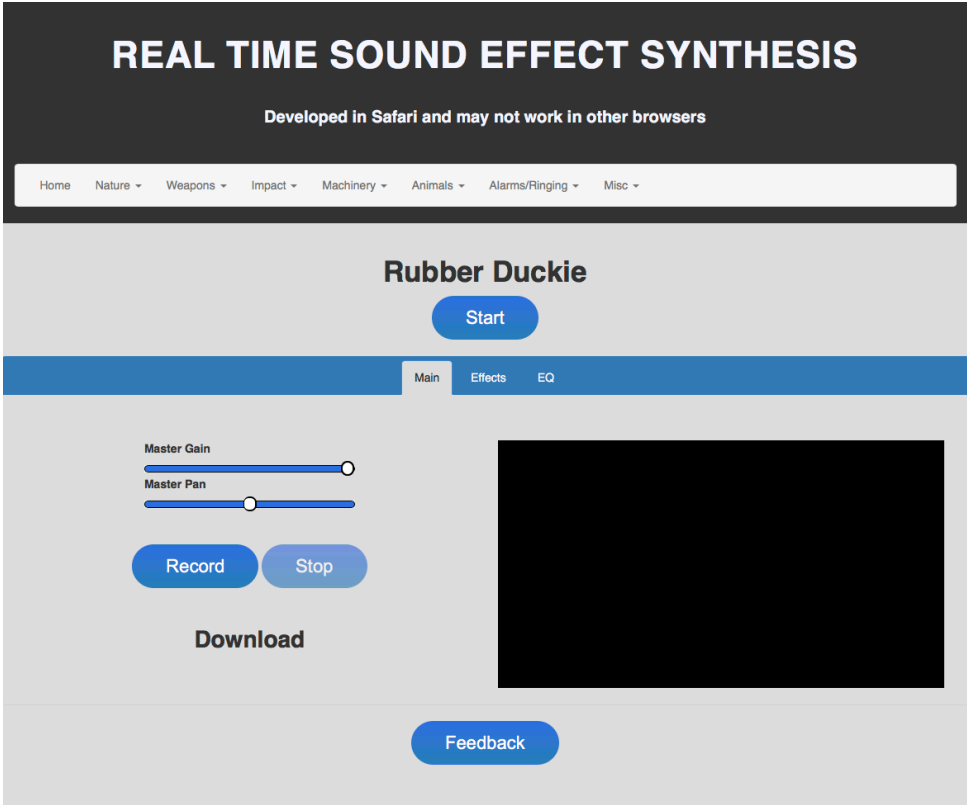 REAL TIME SOUND EFFECT SYNTHESIS
Developed in Safari and may not work in other browsers
Home Nature Weapons Impact Machinery Animals Alarms/Ringing Misc
Rubber Duckie
Start
Main Effects EQ
Master Gain
Master Pan
Record Stop
Download
Feedback